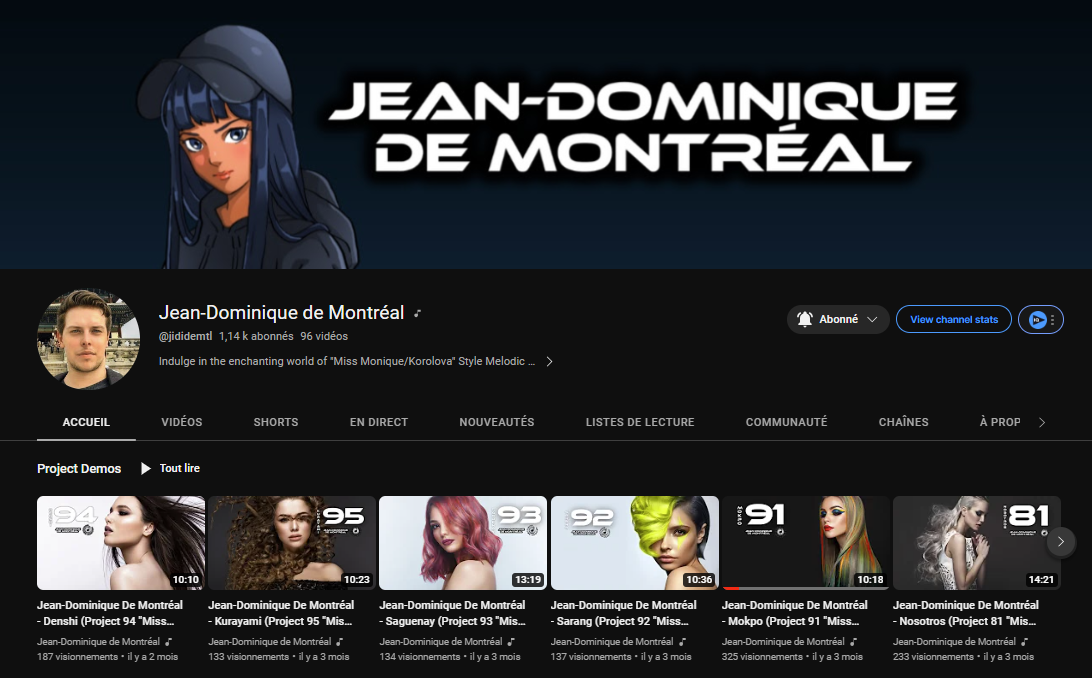 JEAN-DOMINIQUE
DE MONTRÉAL
Jean-Dominique de Montréal
@jididemtl 1,14 k abonnés 96 vidéos
Indulge in the enchanting world of "Miss Monique/Korolova" Style Melodic ...
Abonné
View channel stats
ACCUEIL VIDÉOS SHORTS EN DIRECT NOUVEAUTÉS LISTES DE LECTURE COMMUNAUTÉ CHAÎNES À PROP
Project Demos Tout lire
94 95 93 92 91 81
10:10 10:23 13:19 10:36 10:18 14:21
Jean-Dominique De Montréal
- Denshi (Project 94 "Miss...
Jean-Dominique de Montréal
187 visionnements • il y a 2 mois
Jean-Dominique De Montréal
- Kurayami (Project 95 "Mis...
Jean-Dominique de Montréal
133 visionnements • il y a 3 mois
Jean-Dominique De Montréal
- Saguenay (Project 93 "Mis...
Jean-Dominique de Montréal
134 visionnements • il y a 3 mois
Jean-Dominique De Montréal
- Sarang (Project 92 "Miss...
Jean-Dominique de Montréal
137 visionnements • il y a 3 mois
Jean-Dominique De Montréal
- Mokpo (Project 91 "Miss...
Jean-Dominique de Montréal
325 visionnements • il y a 3 mois
Jean-Dominique De Montréal
- Nosotros (Project 81 "Mis...
Jean-Dominique de Montréal
233 visionnements • il y a 3 mois